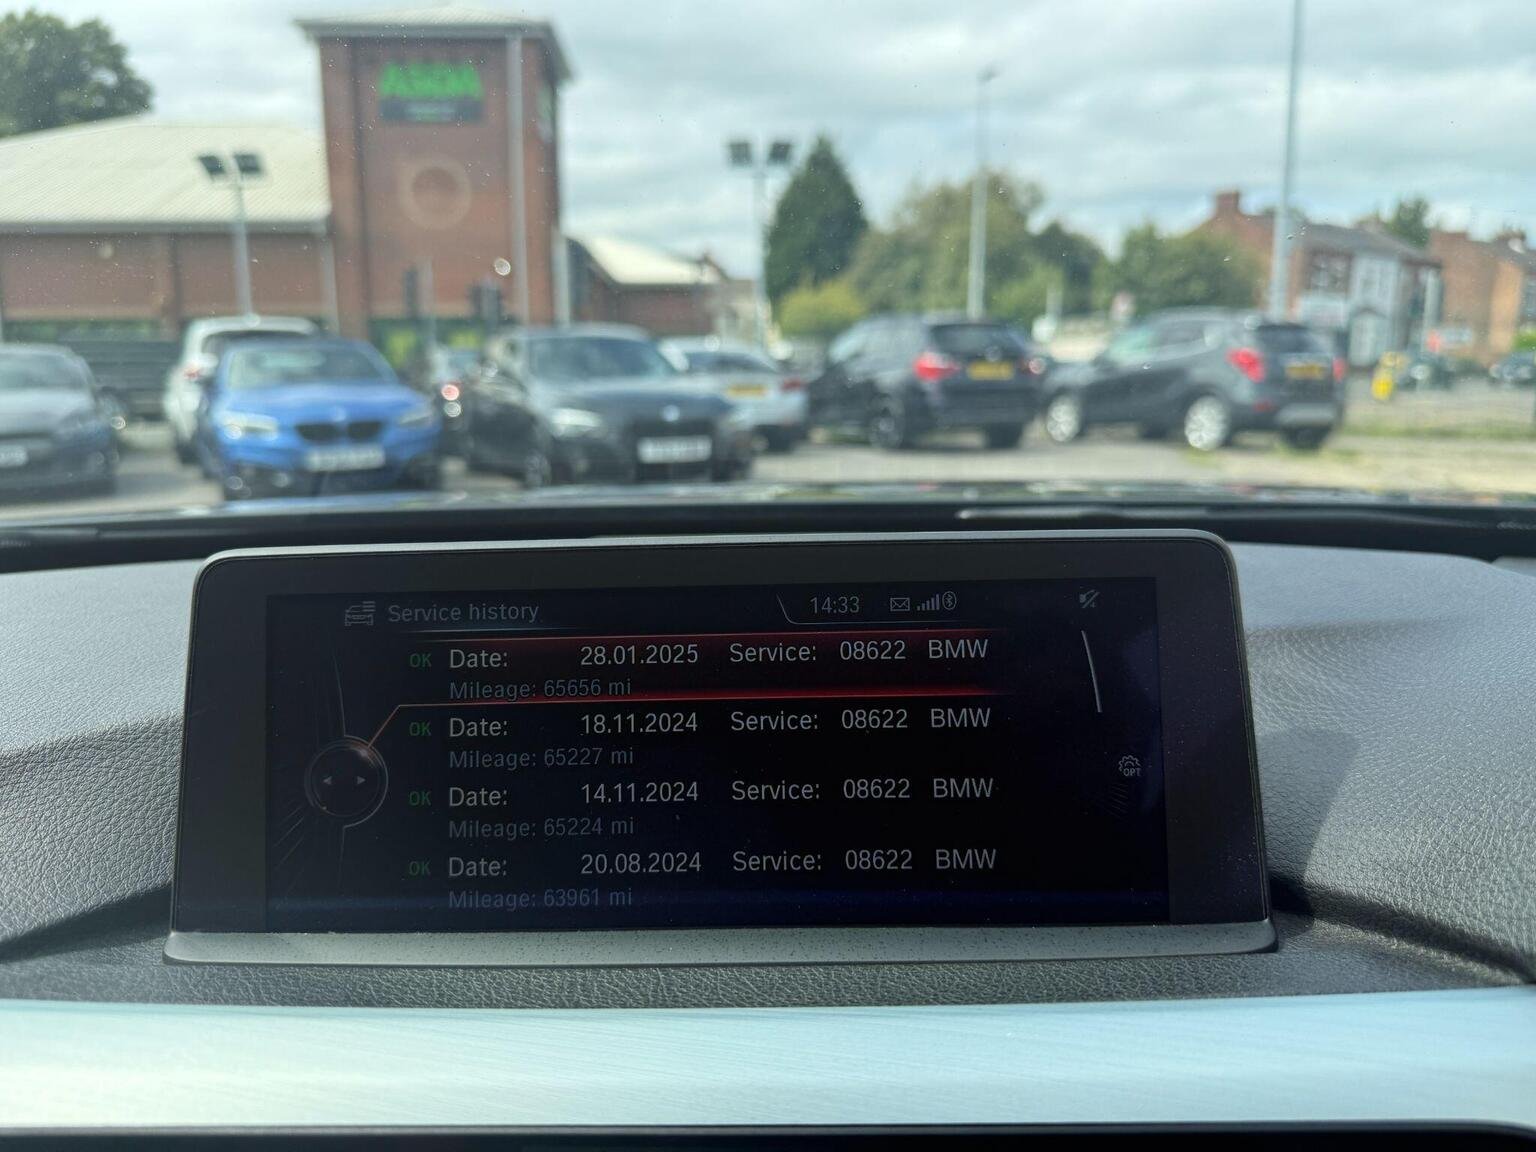 ASDA
Service history 14:33
OK Date: 28.01.2025 Service: 08622 BMW
Mileage: 65656 mi
OK Date: 18.11.2024 Service: 08622 BMW
Mileage: 65227 mi
OK Date: 14.11.2024 Service: 08622 BMW
Mileage: 65224 mi
OPT
OK Date: 20.08.2024 Service: 08622 BMW
Mileage: 63961 mi